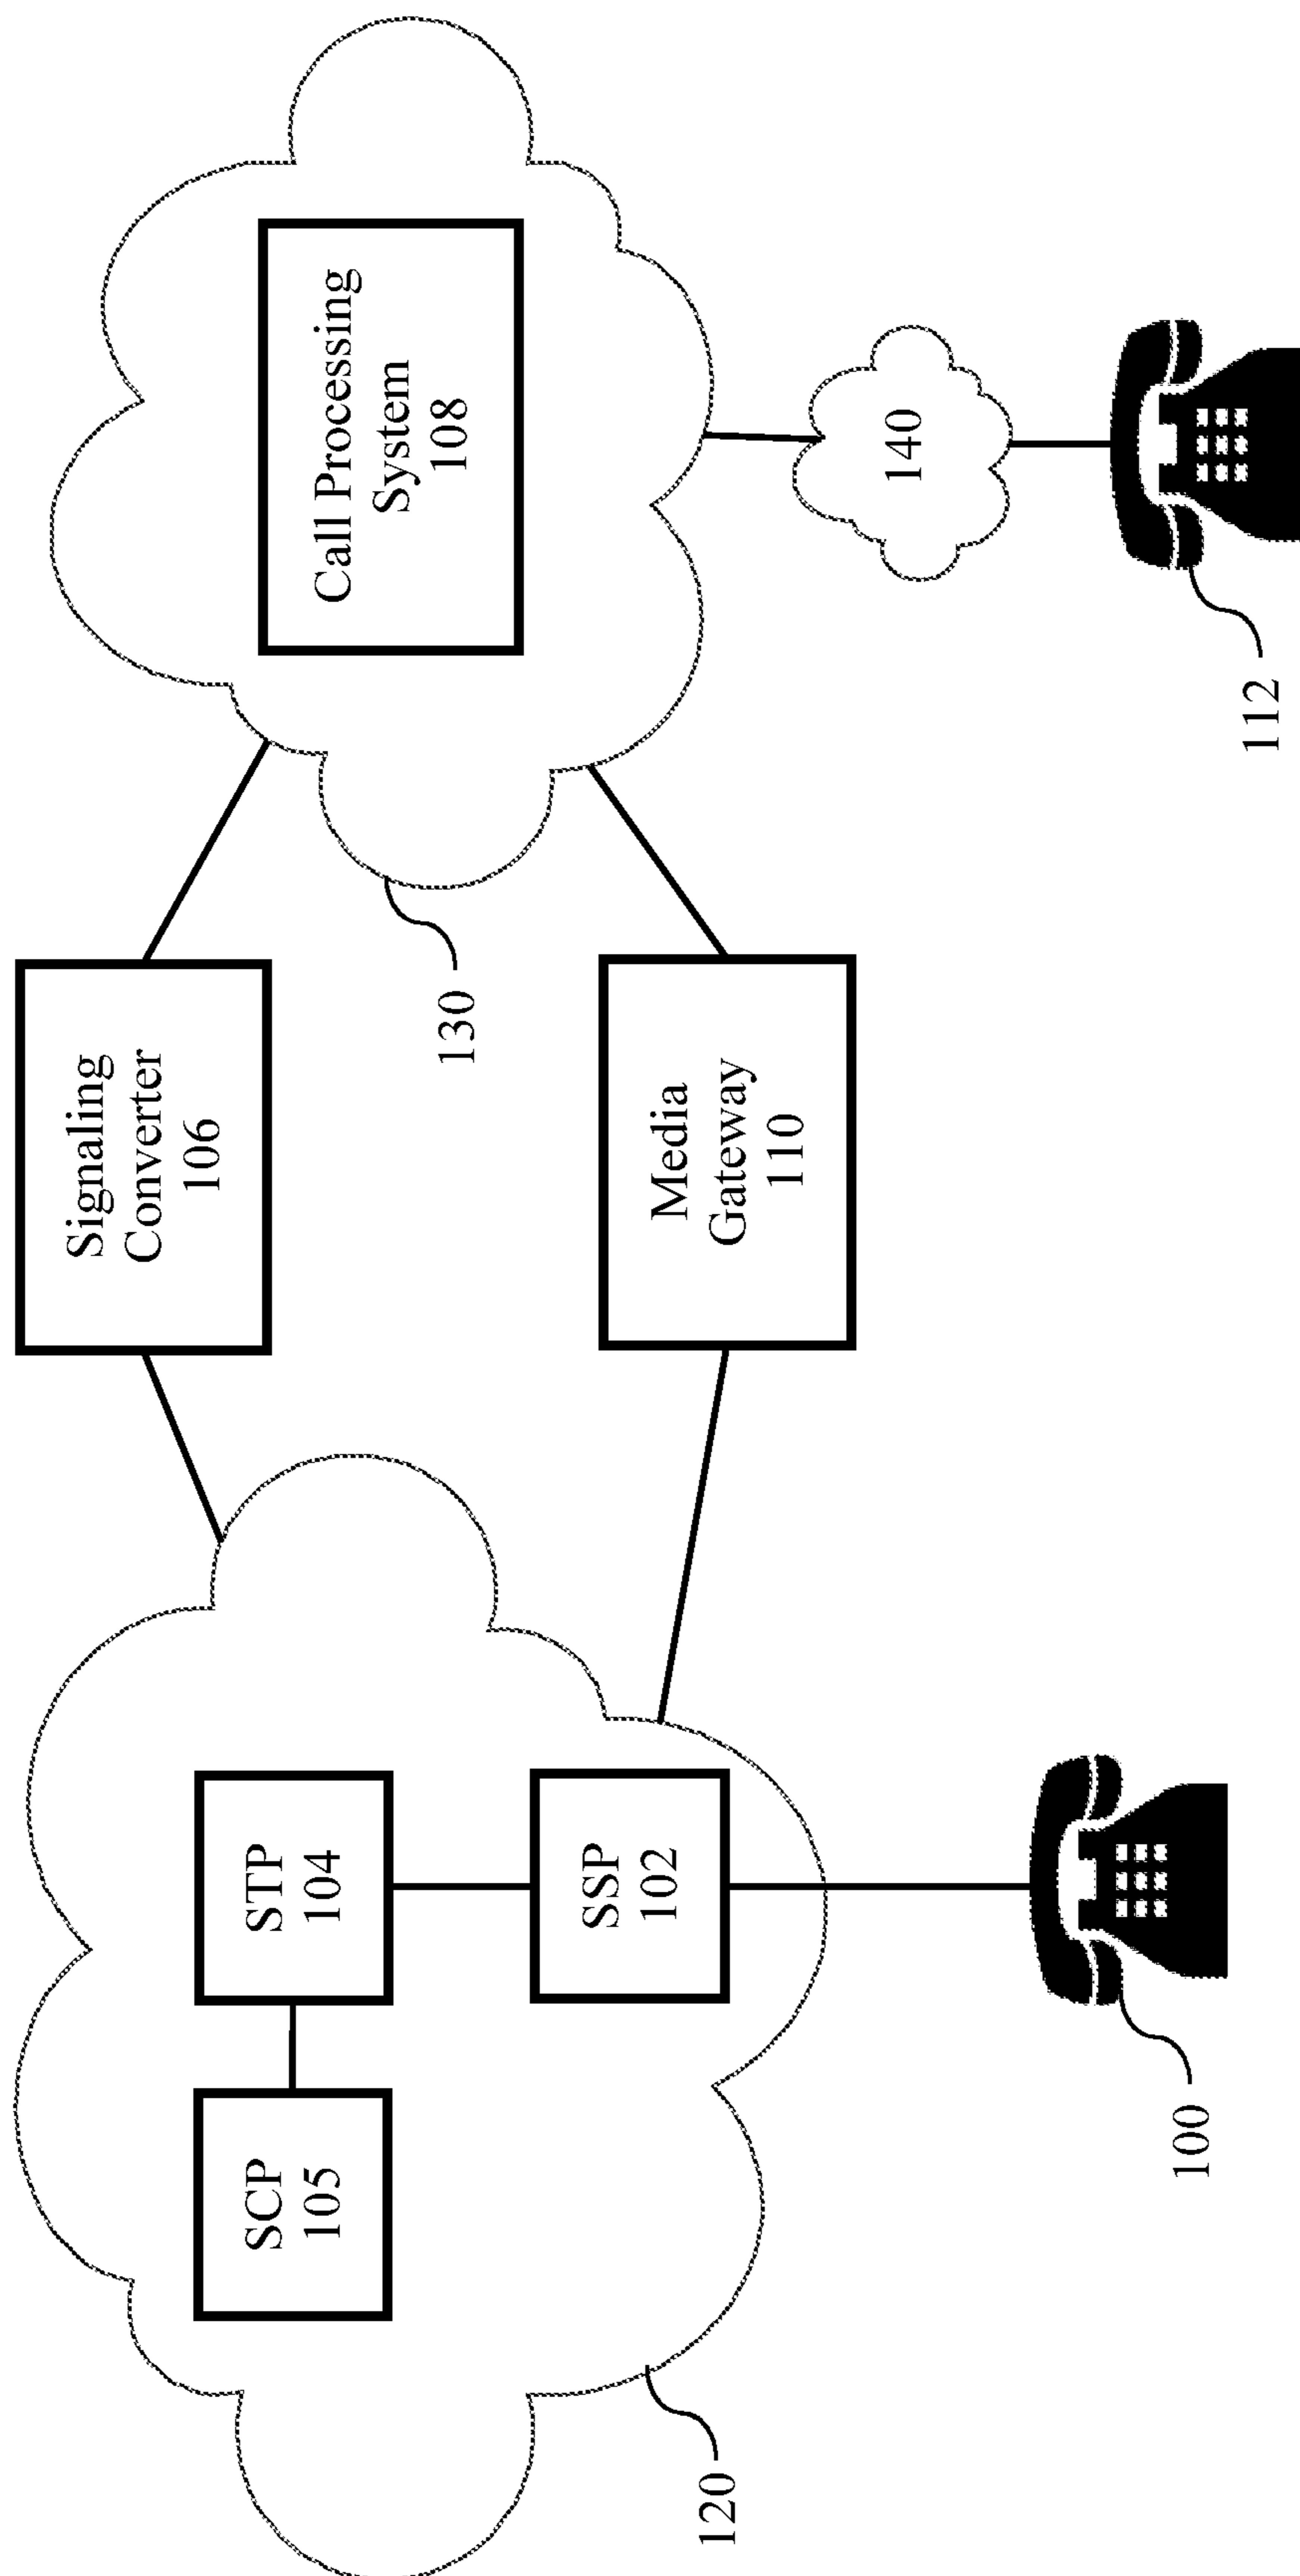 Signaling
Converter
106
Call Processing
System
108
130
SCP
105
STP
104
SSP
102
Media
Gateway
110
140
120
100
112